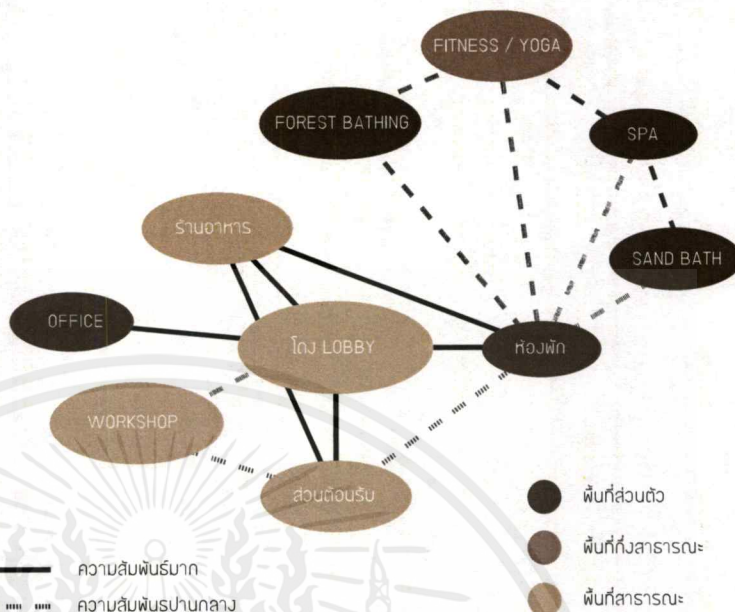 FITNESS / YOGA
FOREST BATHING
SPA
ร้านอาหาร
SAND BATH
OFFICE
โถง LOBBY
ห้องพัก
WORKSHOP
ส่วนต้อนรับ
พื้นที่ส่วนตัว
พื้นที่กึ่งสาธารณะ
พื้นที่สาธารณะ
ความสัมพันธ์มาก
ความสัมพันธปานกลาง